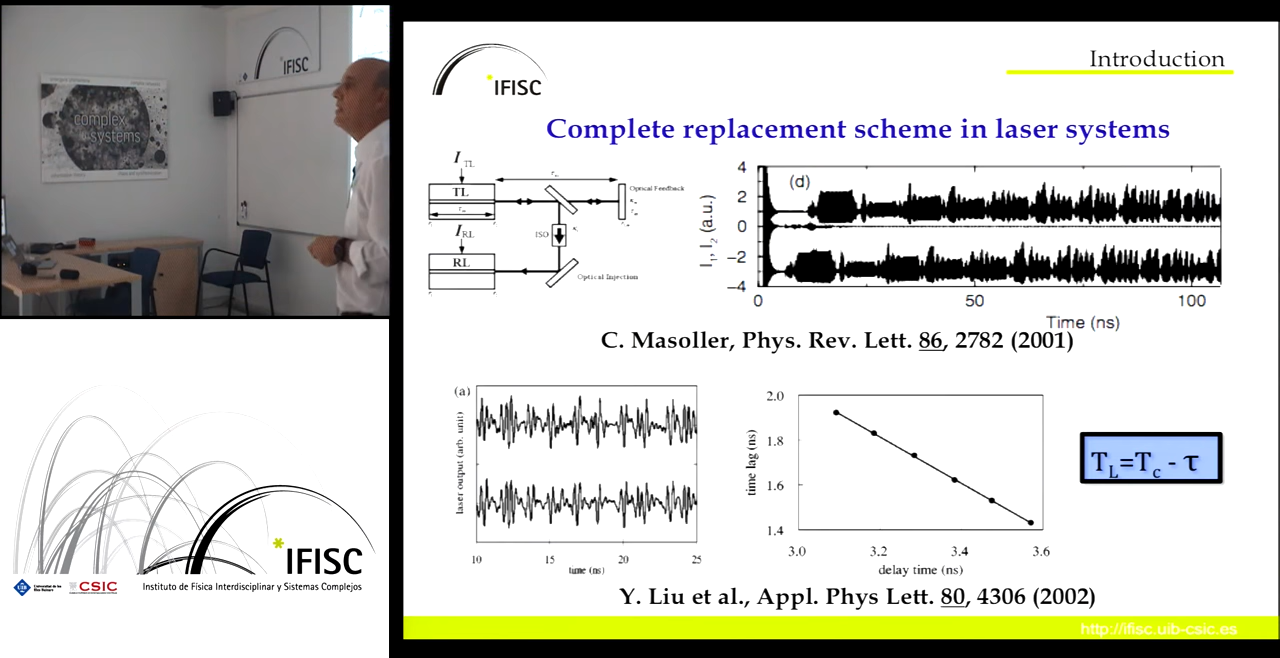 complex
systems
IFISC
IFISC
Introduction
Complete replacement scheme in laser systems
I TL
TL
Optical Feedback
I RL
ISO
RL
Optical Injection
(d)
I₁, I₂ (a.u.)
4
2
0
−2
−4
0
50
100
Time (ns)
C. Masoller, Phys. Rev. Lett. 86, 2782 (2001)
(a)
laser output (arb. unit)
10
15
20
25
time (ns)
time lag (ns)
2.0
1.8
1.6
1.4
3.0
3.2
3.4
3.6
delay time (ns)
T_L=T_c - τ
Y. Liu et al., Appl. Phys Lett. 80, 4306 (2002)
http://ifisc.uib-csic.es
*IFISC
UIB
CSIC
Instituto de Física Interdisciplinar y Sistemas Complejos